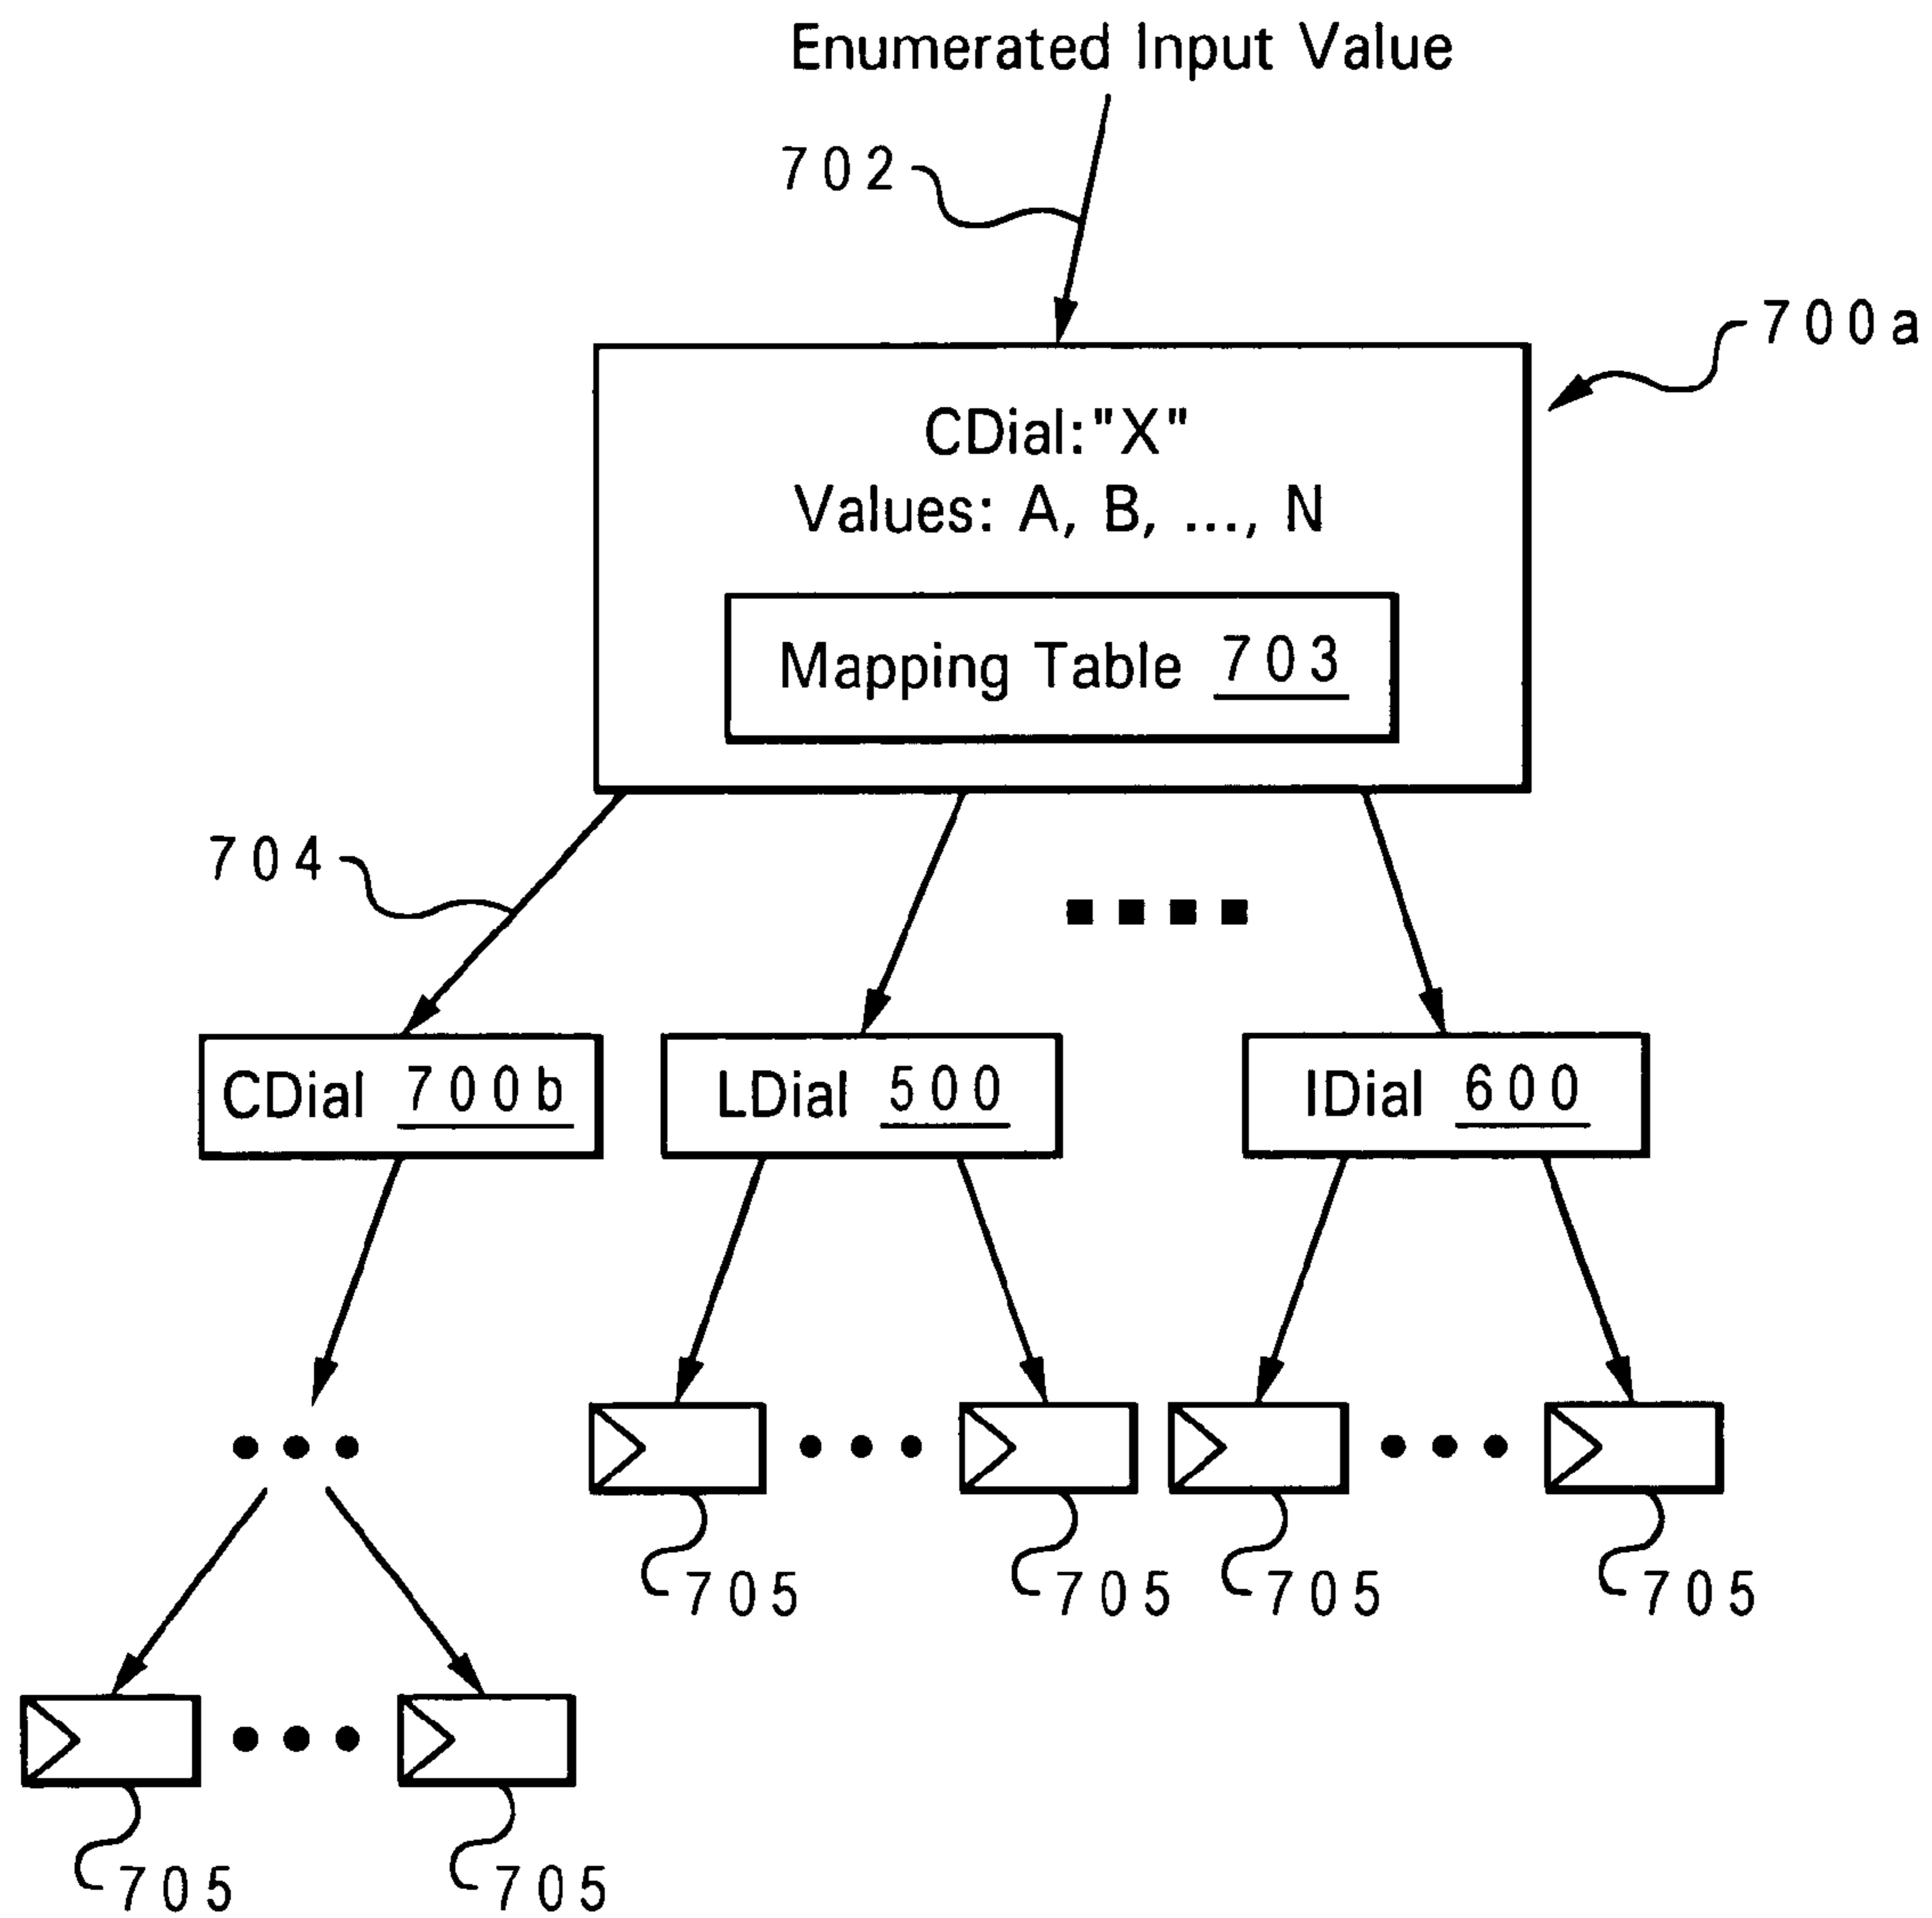 Enumerated Input Value
702
700a
CDial:"X"
Values: A, B, ..., N
Mapping Table 703
704
CDial 700b
LDial 500
IDial 600
705
705
705
705
705
705